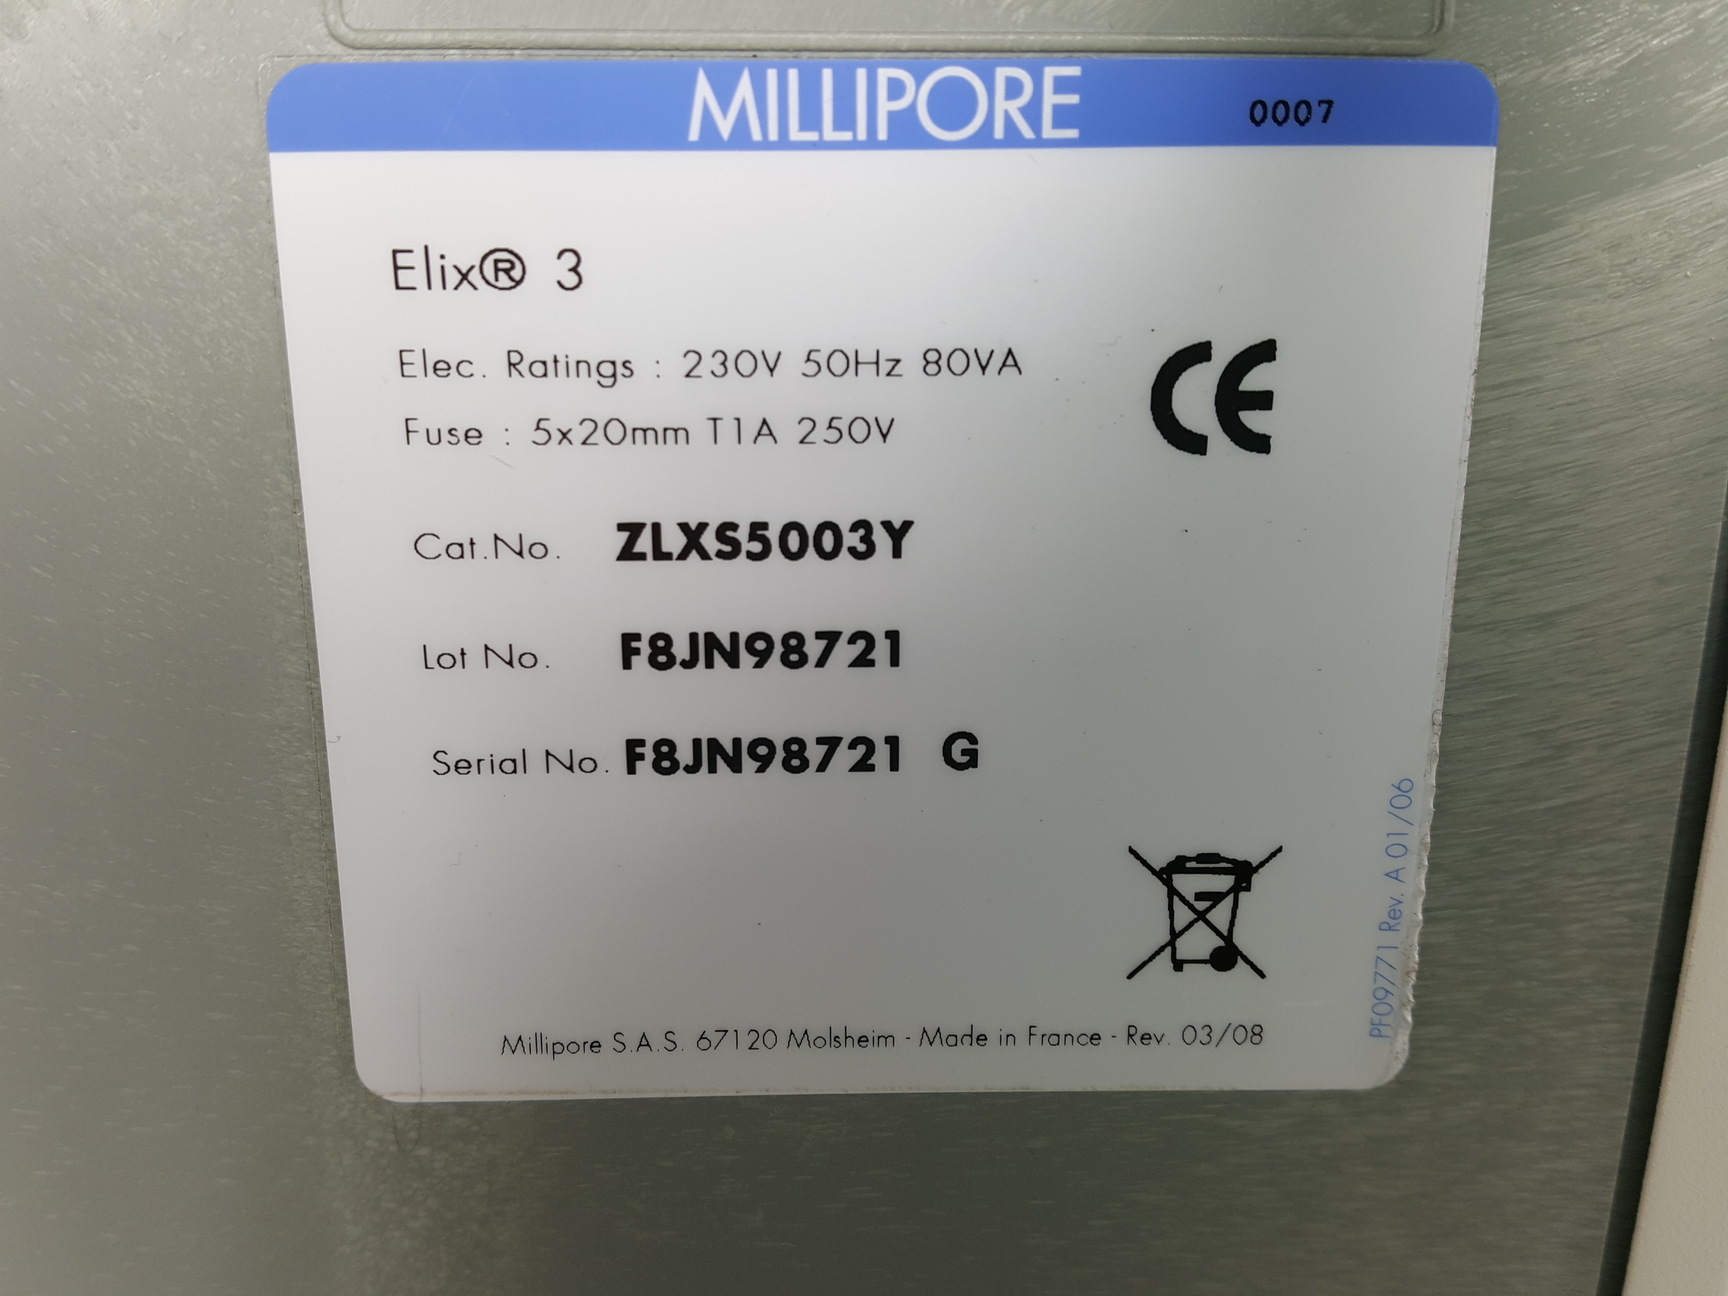 MILLIPORE 0007
Elix® 3
Elec. Ratings : 230V 50Hz 80VA
Fuse : 5x20mm T1A 250V
CE
Cat.No. ZLXS5003Y
Lot No. F8JN98721
Serial No. F8JN98721 G
Millipore S.A.S. 67120 Molsheim - Made in France - Rev. 03/08
PF09771 Rev. A 01/06